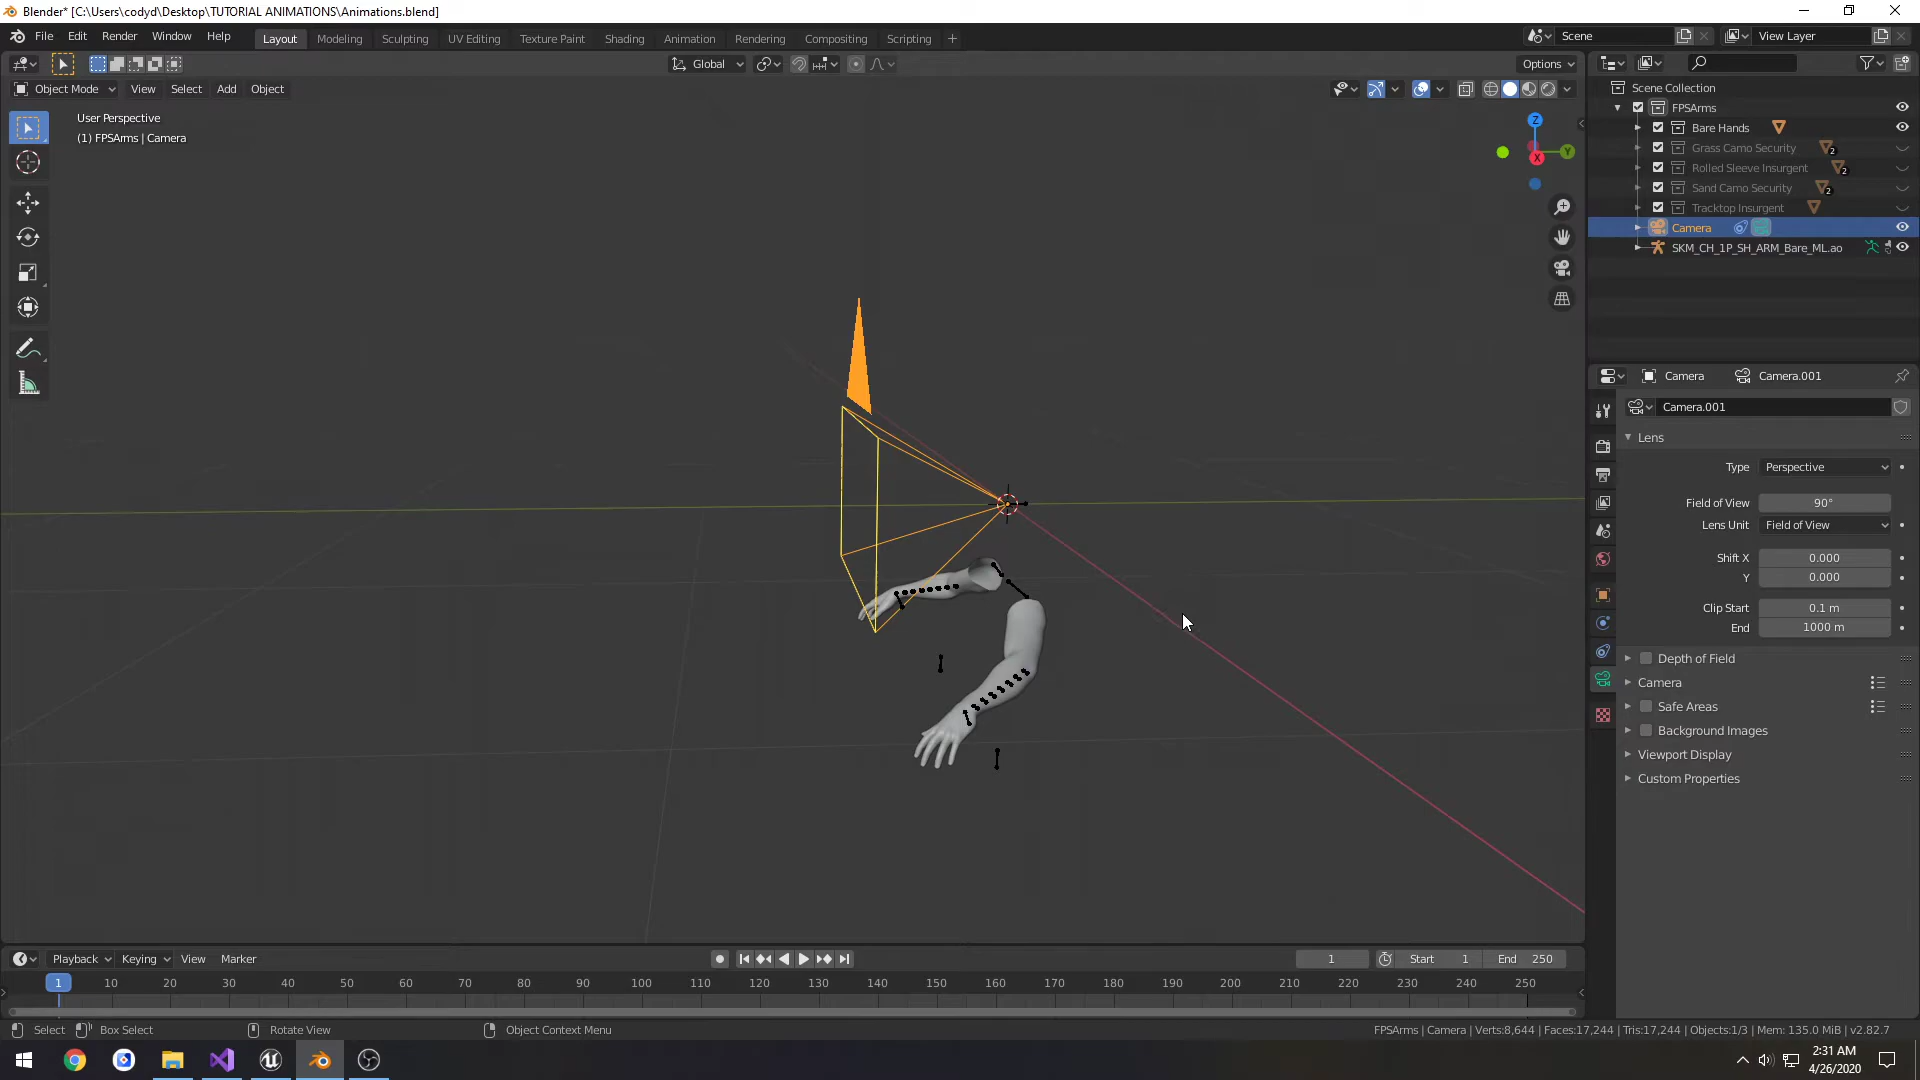 Blender* [C:\Users\codyd\Desktop\TUTORIAL ANIMATIONS\Animations.blend]
File Edit Render Window Help
Layout Modeling Sculpting UV Editing Texture Paint Shading Animation Rendering Compositing Scripting +
Scene
View Layer
Global
Options
Object Mode View Select Add Object
User Perspective
(1) FPSArms | Camera
Z
Y
X
Scene Collection
FPSArms
Bare Hands
Grass Camo Security 2
Rolled Sleeve Insurgent 2
Sand Camo Security 2
Tracktop Insurgent
Camera
SKM_CH_1P_SH_ARM_Bare_ML.ao
Camera Camera.001
Camera.001
Lens
Type Perspective
Field of View 90°
Lens Unit Field of View
Shift X 0.000
Y 0.000
Clip Start 0.1 m
End 1000 m
Depth of Field
Camera
Safe Areas
Background Images
Viewport Display
Custom Properties
Playback Keying View Marker
1
Start 1
End 250
1 10 20 30 40 50 60 70 80 90 100 110 120 130 140 150 160 170 180 190 200 210 220 230 240 250
Select Box Select Rotate View Object Context Menu
FPSArms | Camera | Verts:8,644 | Faces:17,244 | Tris:17,244 | Objects:1/3 | Mem: 135.0 MiB | v2.82.7
2:31 AM
4/26/2020